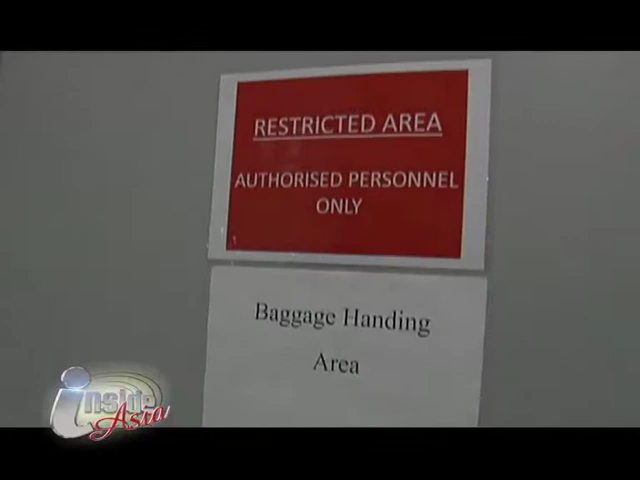 RESTRICTED AREA
AUTHORISED PERSONNEL
ONLY
Baggage Handing
Area
inside
Asia